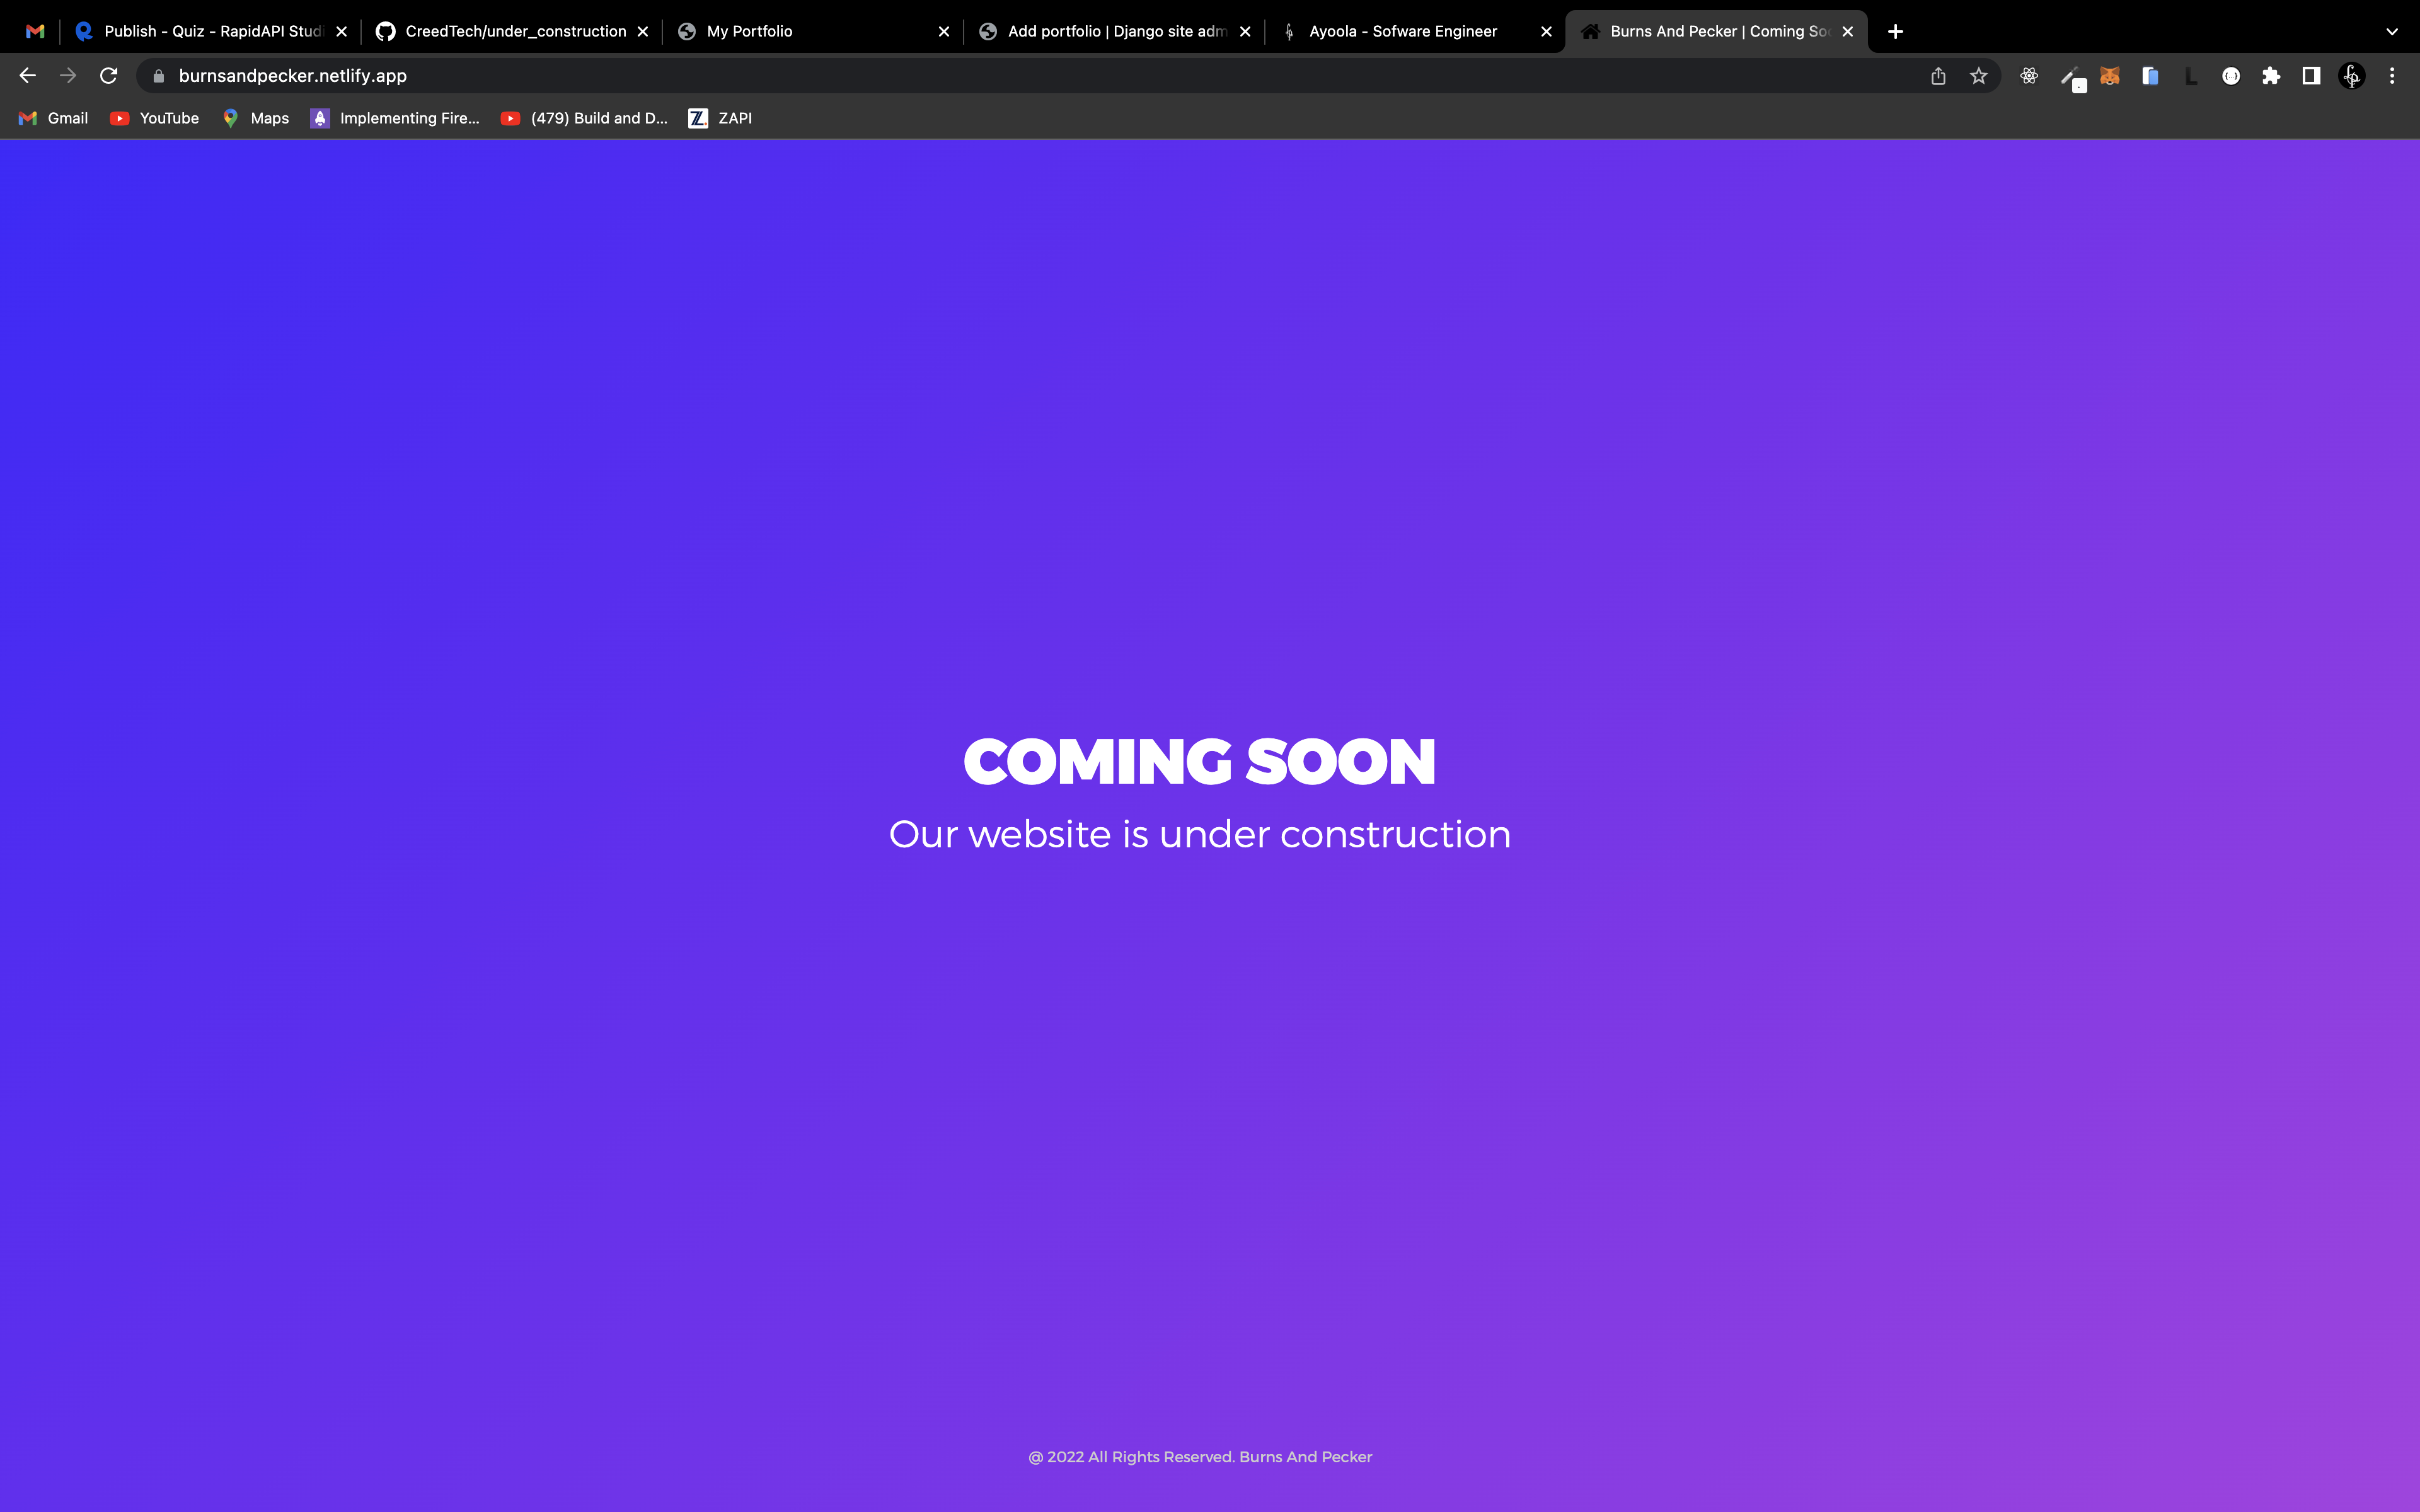 Publish - Quiz - RapidAPI Studi
CreedTech/under_construction
My Portfolio
Add portfolio | Django site adm
Ayoola - Sofware Engineer
Burns And Pecker | Coming Soo
burnsandpecker.netlify.app
Gmail
YouTube
Maps
Implementing Fire...
(479) Build and D...
ZAPI
COMING SOON
Our website is under construction
@ 2022 All Rights Reserved. Burns And Pecker